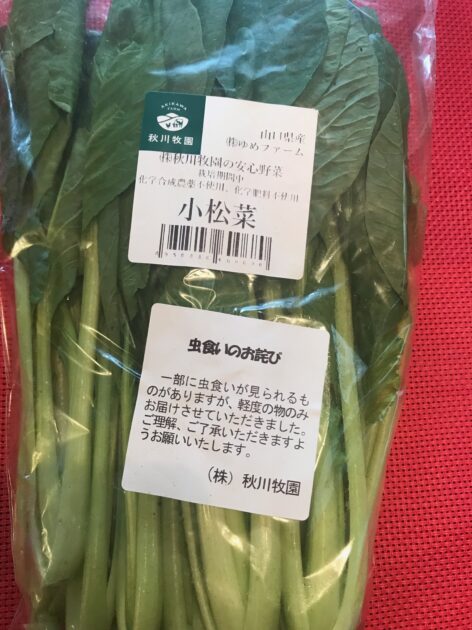 AKIKAWA
FARM
秋川牧園
山口県産
㈱ゆめファーム
㈱秋川牧園の安心野菜
栽培期間中
化学合成農薬不使用、化学肥料不使用
小松菜
虫食いのお詫び
一部に虫食いが見られるも
のがありますが、軽度の物のみ
お届けさせていただきました。
ご理解、ご了承いただきますよ
うお願いいたします。
（株）秋川牧園